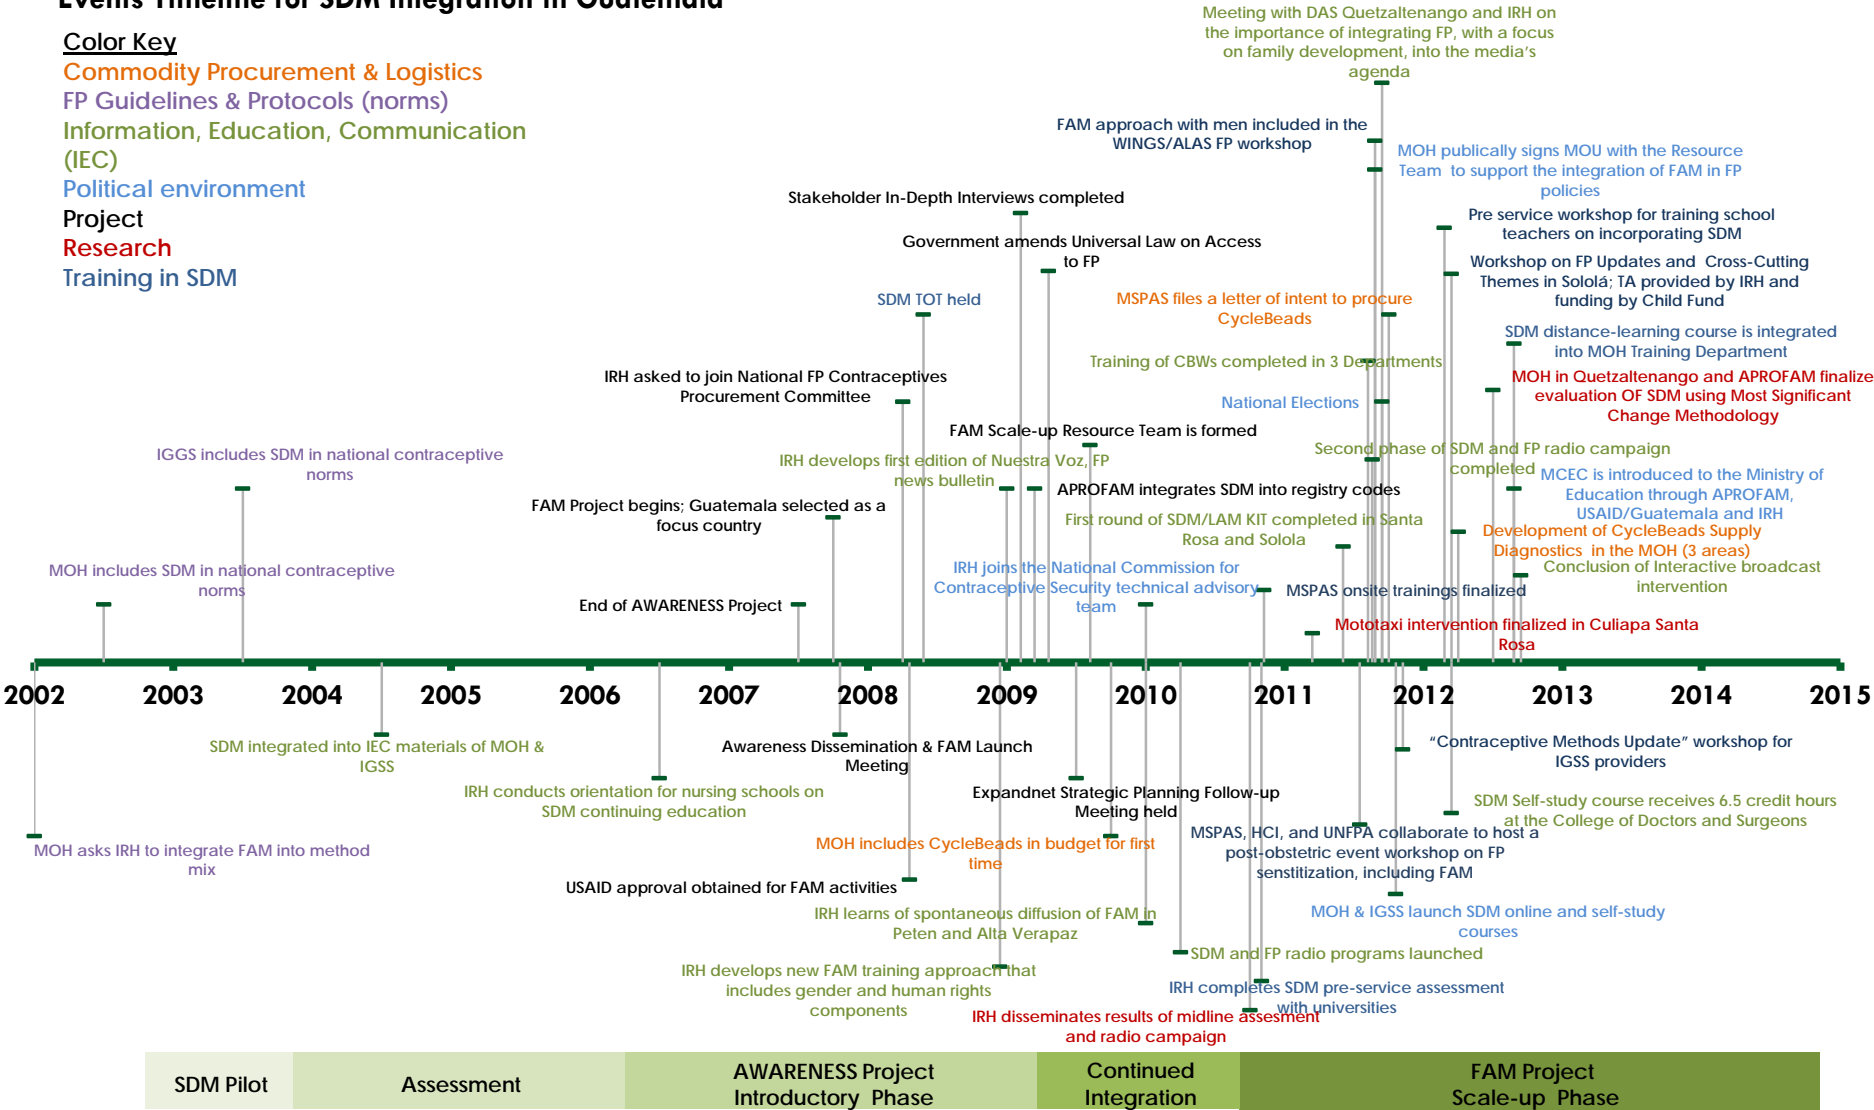 Events Timeline for SDM Integration in Guatemala
Color Key
Commodity Procurement & Logistics
FP Guidelines & Protocols (norms)
Information, Education, Communication
(IEC)
Political environment
Project
Research
Training in SDM
Meeting with DAS Quetzaltenango and IRH on
the importance of integrating FP, with a focus
on family development, into the media's
agenda
FAM approach with men included in the
WINGS/ALAS FP workshop
MOH publically signs MOU with the Resource
Team to support the integration of FAM in FP
policies
Stakeholder In-Depth Interviews completed
Pre service workshop for training school
teachers on incorporating SDM
Government amends Universal Law on Access
to FP
Workshop on FP Updates and Cross-Cutting
Themes in Sololá; TA provided by IRH and
funding by Child Fund
SDM TOT held
MSPAS files a letter of intent to procure
CycleBeads
SDM distance-learning course is integrated
into MOH Training Department
Training of CBWs completed in 3 Departments
IRH asked to join National FP Contraceptives
Procurement Committee
MOH in Quetzaltenango and APROFAM finalize
evaluation OF SDM using Most Significant
Change Methodology
National Elections
FAM Scale-up Resource Team is formed
IGGS includes SDM in national contraceptive
norms
IRH develops first edition of Nuestra Voz, FP
news bulletin
Second phase of SDM and FP radio campaign
completed
MCEC is introduced to the Ministry of
Education through APROFAM,
USAID/Guatemala and IRH
APROFAM integrates SDM into registry codes
FAM Project begins; Guatemala selected as a
focus country
First round of SDM/LAM KIT completed in Santa
Rosa and Solola
Development of CycleBeads Supply
Diagnostics in the MOH (3 areas)
MOH includes SDM in national contraceptive
norms
IRH joins the National Commission for
Contraceptive Security technical advisory
team
Conclusion of Interactive broadcast
intervention
MSPAS onsite trainings finalized
End of AWARENESS Project
Mototaxi intervention finalized in Culiapa Santa
Rosa
2002 2003 2004 2005 2006 2007 2008 2009 2010 2011 2012 2013 2014 2015
SDM integrated into IEC materials of MOH &
IGSS
Awareness Dissemination & FAM Launch
Meeting
"Contraceptive Methods Update" workshop for
IGSS providers
IRH conducts orientation for nursing schools on
SDM continuing education
Expandnet Strategic Planning Follow-up
Meeting held
SDM Self-study course receives 6.5 credit hours
at the College of Doctors and Surgeons
MOH asks IRH to integrate FAM into method
mix
MOH includes CycleBeads in budget for first
time
MSPAS, HCI, and UNFPA collaborate to host a
post-obstetric event workshop on FP
senstitization, including FAM
USAID approval obtained for FAM activities
IRH learns of spontaneous diffusion of FAM in
Peten and Alta Verapaz
MOH & IGSS launch SDM online and self-study
courses
SDM and FP radio programs launched
IRH develops new FAM training approach that
includes gender and human rights
components
IRH completes SDM pre-service assessment
with universities
IRH disseminates results of midline assesment
and radio campaign
SDM Pilot
Assessment
AWARENESS Project
Introductory Phase
Continued
Integration
FAM Project
Scale-up Phase